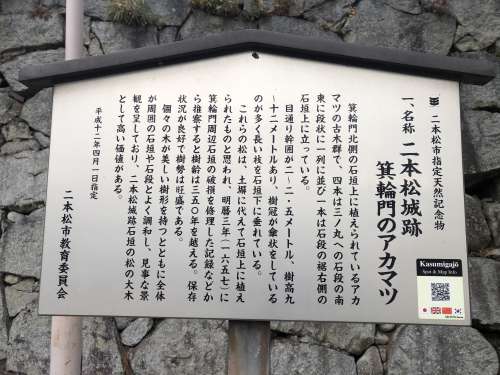 二本松市指定天然記念物
一、名称 二本松城跡
箕輪門のアカマツ
箕輪門北側の石垣上に植えられているアカ
マツの古木群で、四本は三ノ丸への石段の南
東に段状に一列に並び一本は石段の裾右側の
石垣上に立っている。
目通り幹囲が二~二・五メートル、樹高九
~十二メートルあり、樹冠が傘状をしている
のが多く長い枝を石垣下に垂れている。
これらの松は、土塀に代えて石垣上に植え
られたものと思われ、明暦三年(一六五七)に
箕輪門周辺石垣の破損を修理した記録などか
ら推察すると樹齢は三五〇年を越える。保存
状況が良好で樹勢は旺盛である。
個々の木が美しい樹形を持つとともに全体
が周囲の石垣や石段とよく調和し、見事な景
観を呈しており、二本松城跡石垣の松の大木
として高い価値がある。
平成十二年四月一日指定
二本松市教育委員会
Kasumigajō
Spot & Map Info